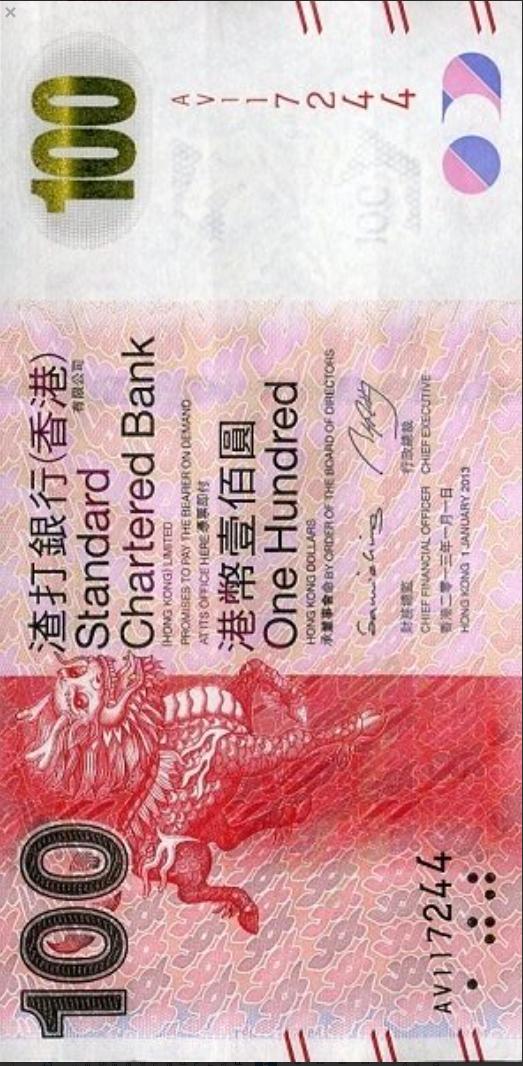 100
渣打銀行(香港)
有限公司
Standard
Chartered Bank
(HONG KONG) LIMITED
PROMISES TO PAY THE BEARER ON DEMAND
AT ITS OFFICE HERE 憑票即付
港幣壹佰圓
One Hundred
HONG KONG DOLLARS
承董事會命 BY ORDER OF THE BOARD OF DIRECTORS
財務總監 行政總裁
CHIEF FINANCIAL OFFICER CHIEF EXECUTIVE
香港二零一三年一月一日
HONG KONG 1 JANUARY 2013
AV117244
100
AV117244